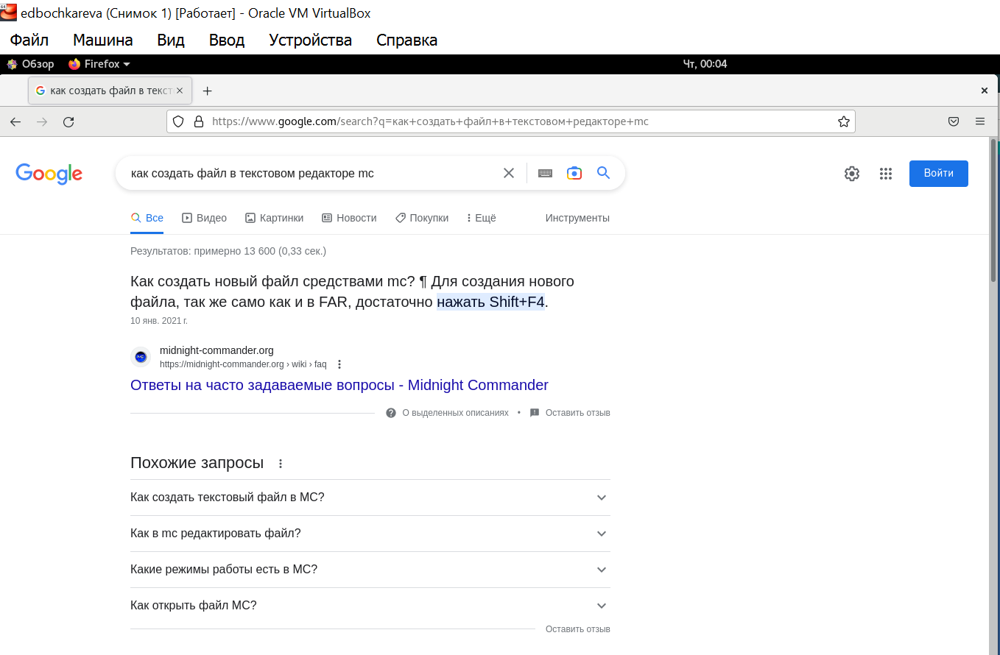 edbochkareva (Снимок 1) [Работает] - Oracle VM VirtualBox
Файл Машина Вид Ввод Устройства Справка
Обзор Firefox Чт, 00:04
как создать файл в текст
https://www.google.com/search?q=как+создать+файл+в+текстовом+редакторе+mc
Google как создать файл в текстовом редакторе mc Войти
Все Видео Картинки Новости Покупки Ещё Инструменты
Результатов: примерно 13 600 (0,33 сек.)
Как создать новый файл средствами mc? ¶ Для создания нового
файла, так же само как и в FAR, достаточно нажать Shift+F4.
10 янв. 2021 г.
midnight-commander.org
https://midnight-commander.org › wiki › faq
Ответы на часто задаваемые вопросы - Midnight Commander
О выделенных описаниях • Оставить отзыв
Похожие запросы
Как создать текстовый файл в MC?
Как в mc редактировать файл?
Какие режимы работы есть в MC?
Как открыть файл MC?
Оставить отзыв